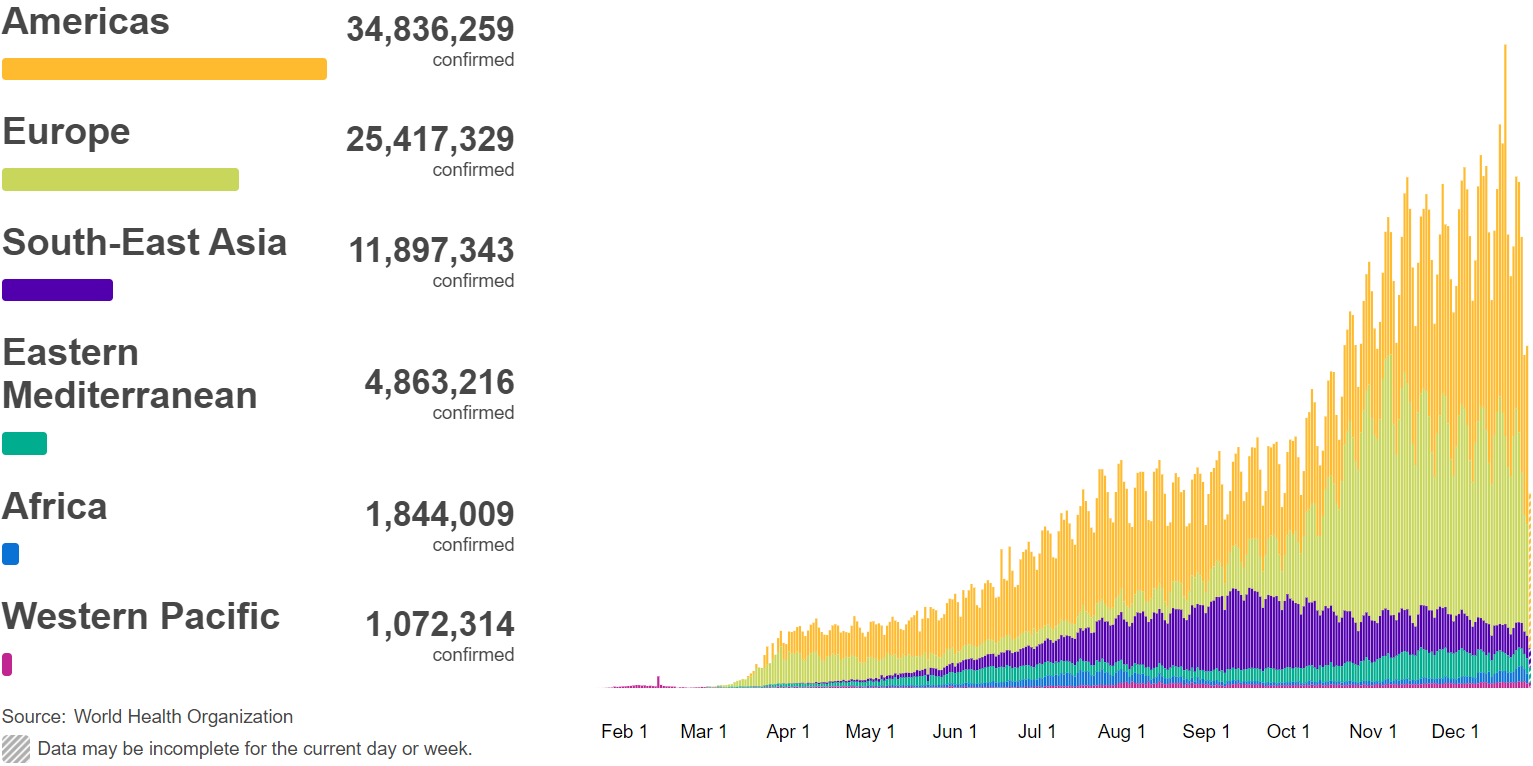 Americas
34,836,259
confirmed
Europe
25,417,329
confirmed
South-East Asia
11,897,343
confirmed
Eastern
Mediterranean
4,863,216
confirmed
Africa
1,844,009
confirmed
Western Pacific
1,072,314
confirmed
Source: World Health Organization
Data may be incomplete for the current day or week.
Feb 1 Mar 1 Apr 1 May 1 Jun 1 Jul 1 Aug 1 Sep 1 Oct 1 Nov 1 Dec 1